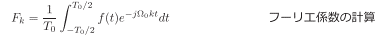 F_k = \frac{1}{T_0} \int_{-T_0/2}^{T_0/2} f(t) e^{-j\Omega_0 kt} dt フーリエ係数の計算